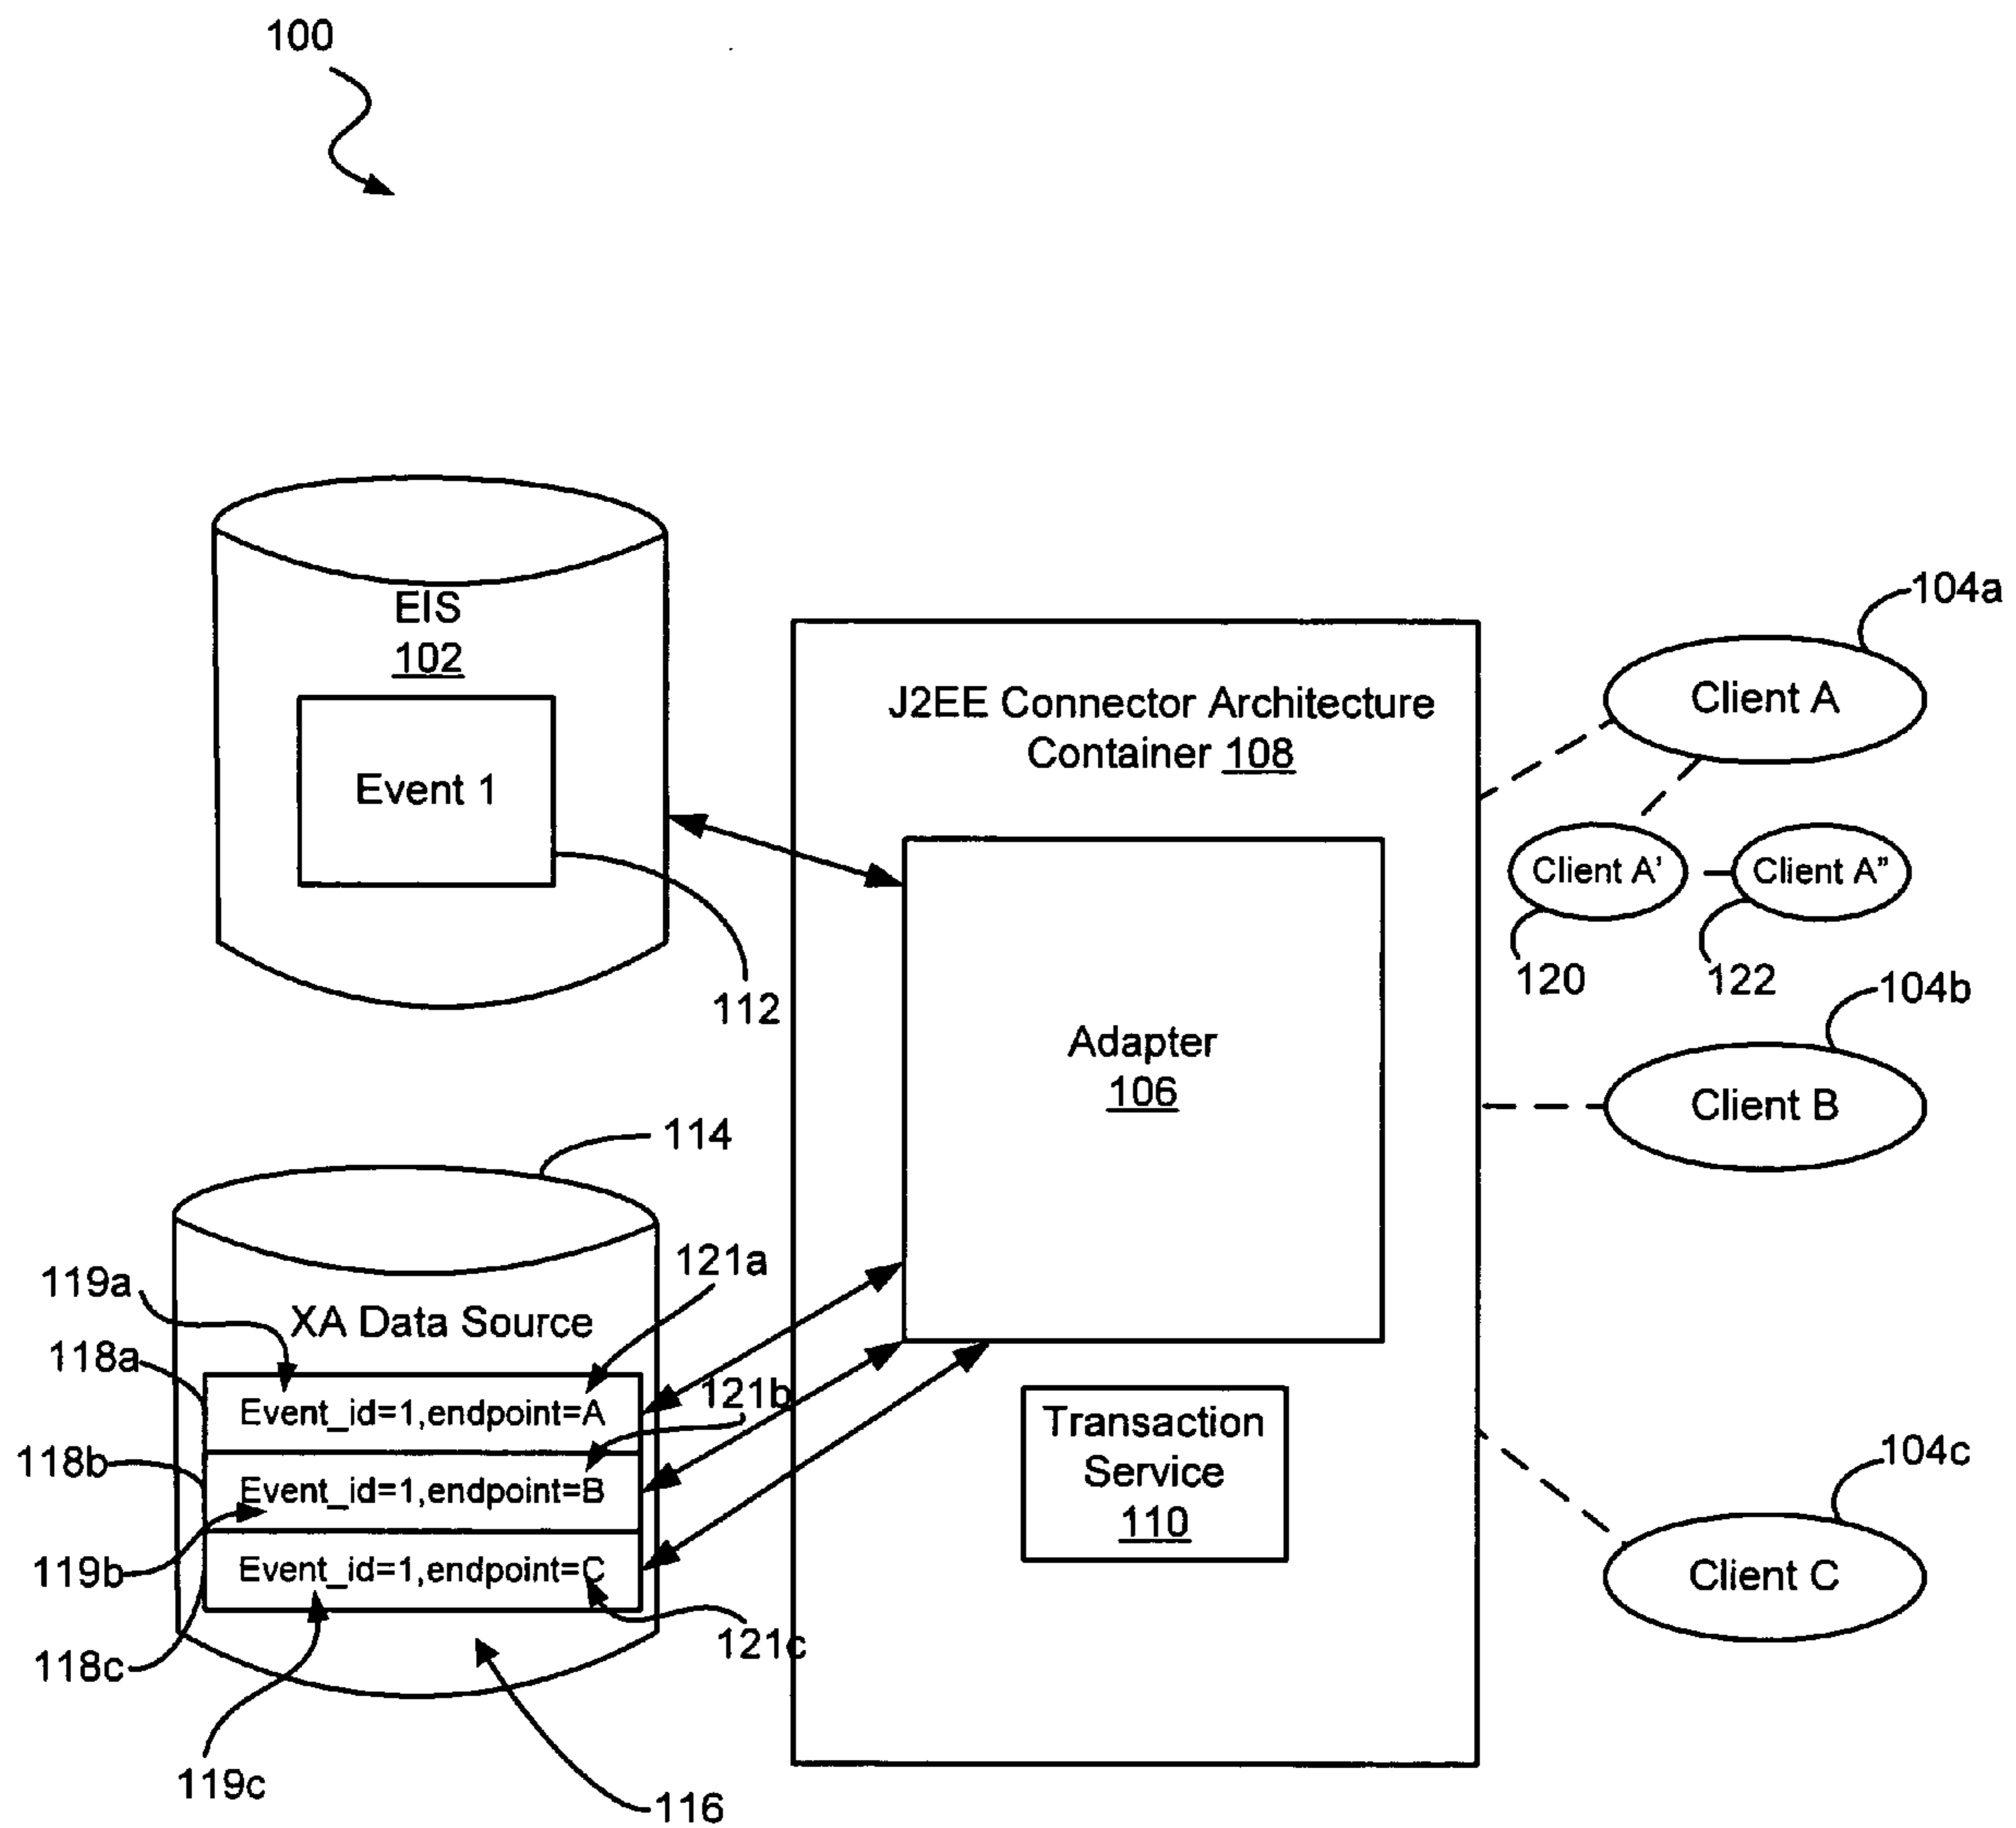 100
EIS
102
Event 1
112
J2EE Connector Architecture
Container 108
Adapter
106
Transaction
Service
110
104a
Client A
Client A'
Client A"
120
122
104b
Client B
104c
Client C
114
XA Data Source
119a
121a
118a
Event_id=1,endpoint=A
121b
118b
Event_id=1,endpoint=B
119b
Event_id=1,endpoint=C
118c
121c
119c
116